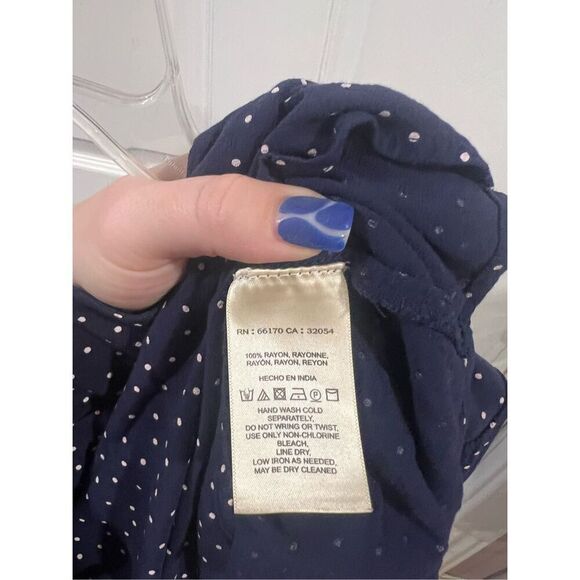 RN : 66170 CA : 32054
100% RAYON, RAYONNE,
RAYÓN, RAYON, REYON
HECHO EN INDIA
HAND WASH COLD
SEPARATELY,
DO NOT WRING OR TWIST,
USE ONLY NON-CHLORINE
BLEACH,
LINE DRY,
LOW IRON AS NEEDED,
MAY BE DRY CLEANED